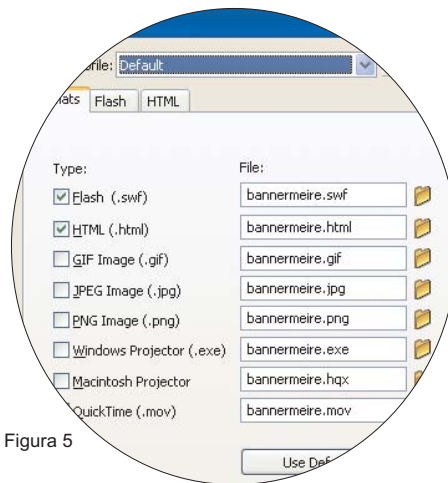 Default
Flash HTML
Type: File:
Flash (.swf) bannermeire.swf
HTML (.html) bannermeire.html
GIF Image (.gif) bannermeire.gif
JPEG Image (.jpg) bannermeire.jpg
PNG Image (.png) bannermeire.png
Windows Projector (.exe) bannermeire.exe
Macintosh Projector bannermeire.hqx
QuickTime (.mov) bannermeire.mov
Use
Figura 5